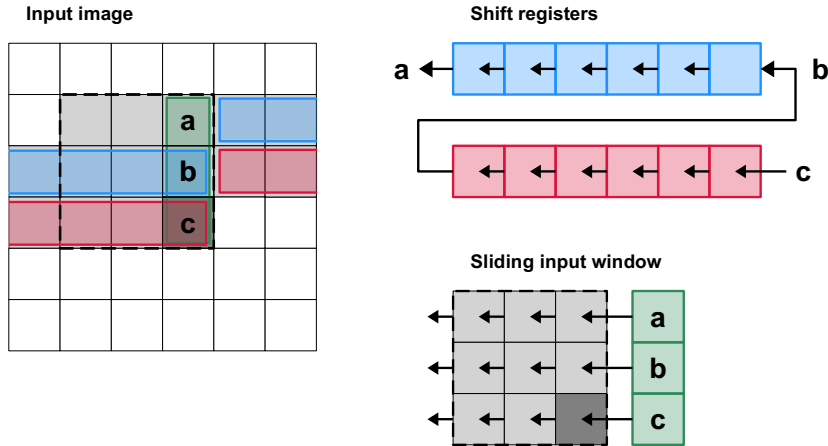 Input image
a
b
c
Shift registers
a b
c
Sliding input window
a
b
c